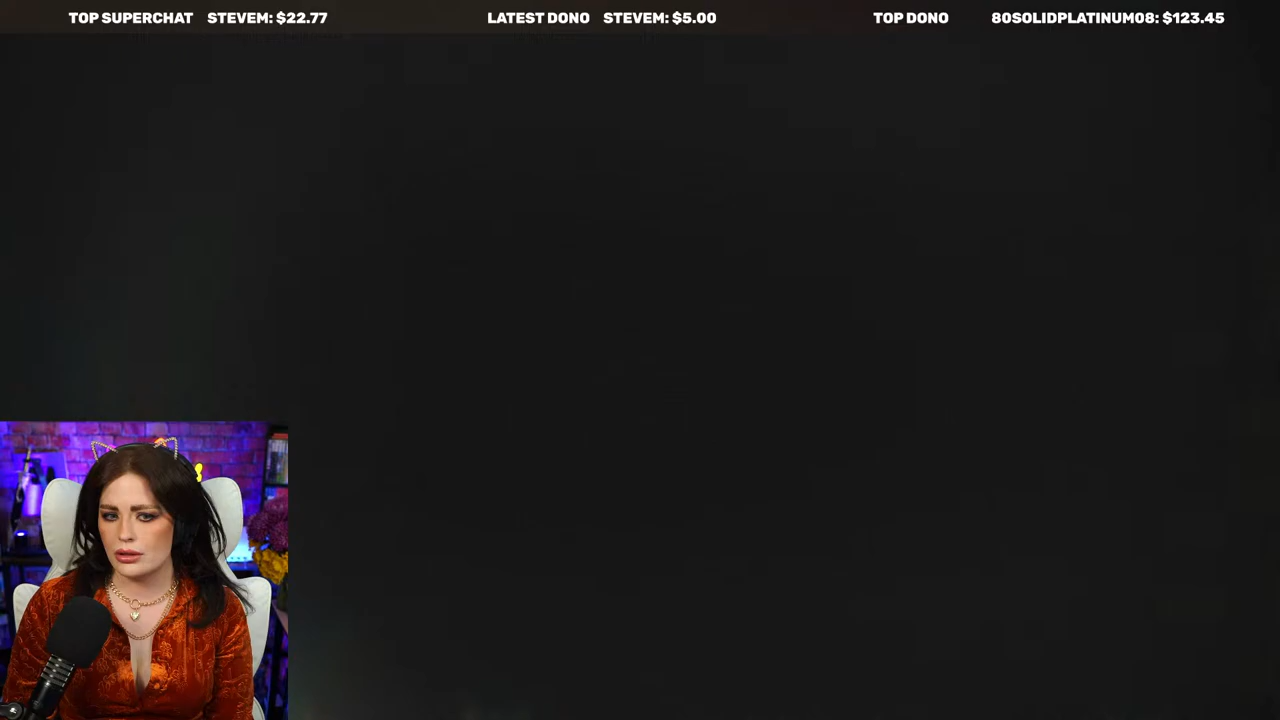 TOP SUPERCHAT STEVEM: $22.77 LATEST DONO STEVEM: $5.00 TOP DONO 80SOLIDPLATINUM08: $123.45